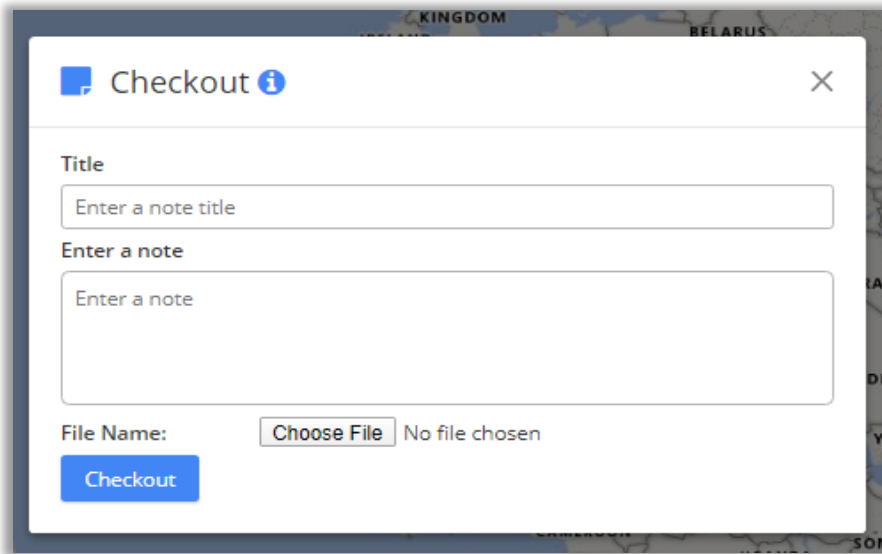 KINGDOM
BELARUS
Checkout
Title
Enter a note title
Enter a note
Enter a note
File Name: Choose File No file chosen
Checkout